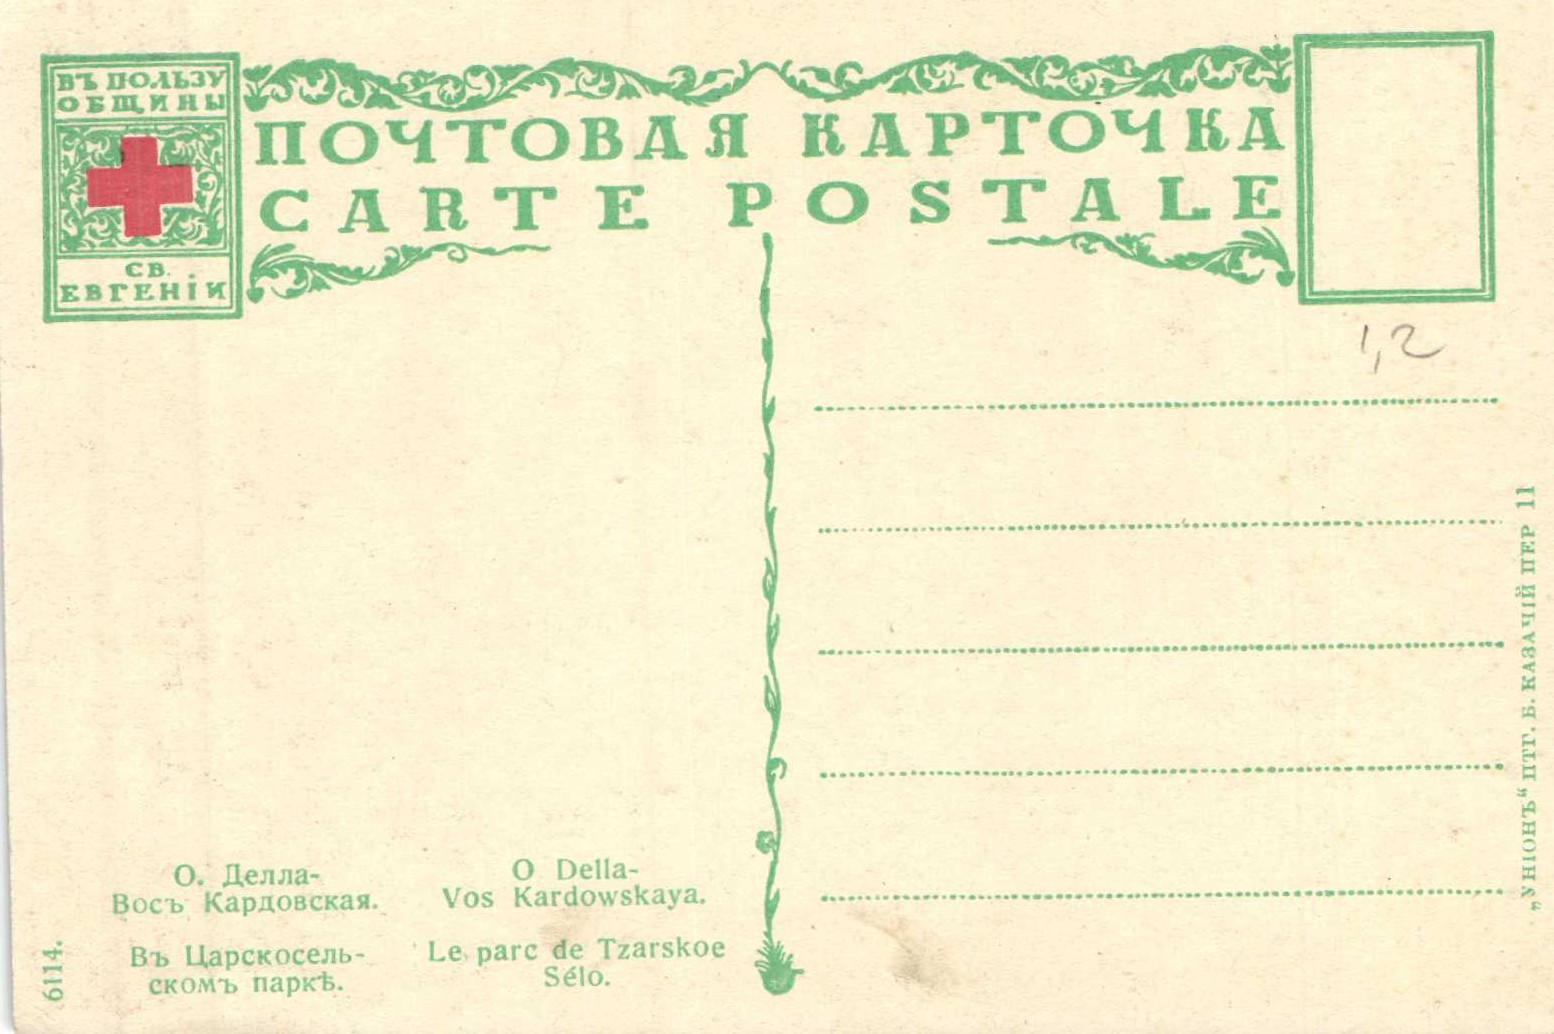 ВЪ ПОЛЬЗУ
ОБЩИНЫ
СВ.
ЕВГЕНІИ
ПОЧТОВАЯ КАРТОЧКА
CARTE POSTALE
1,2
О. Делла-
Восъ Кардовская.
Въ Царскосель-
скомъ паркѣ.
O Della-
Vos Kardowskaya.
Le parc de Tzarskoe
Sélo.
6114.
„УНІОНЪ“ ПТГ. Б. КАЗАЧІЙ ПЕР 11